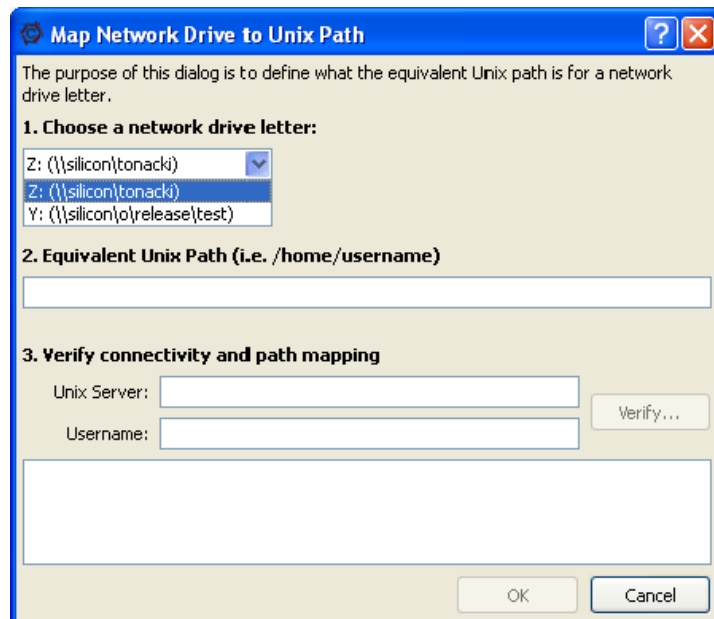 Map Network Drive to Unix Path
The purpose of this dialog is to define what the equivalent Unix path is for a network
drive letter.
1. Choose a network drive letter:
Z: (\\silicon\tonacki)
Z: (\\silicon\tonacki)
Y: (\\silicon\o\release\test)
2. Equivalent Unix Path (i.e. /home/username)
3. Verify connectivity and path mapping
Unix Server:
Verify...
Username:
OK
Cancel